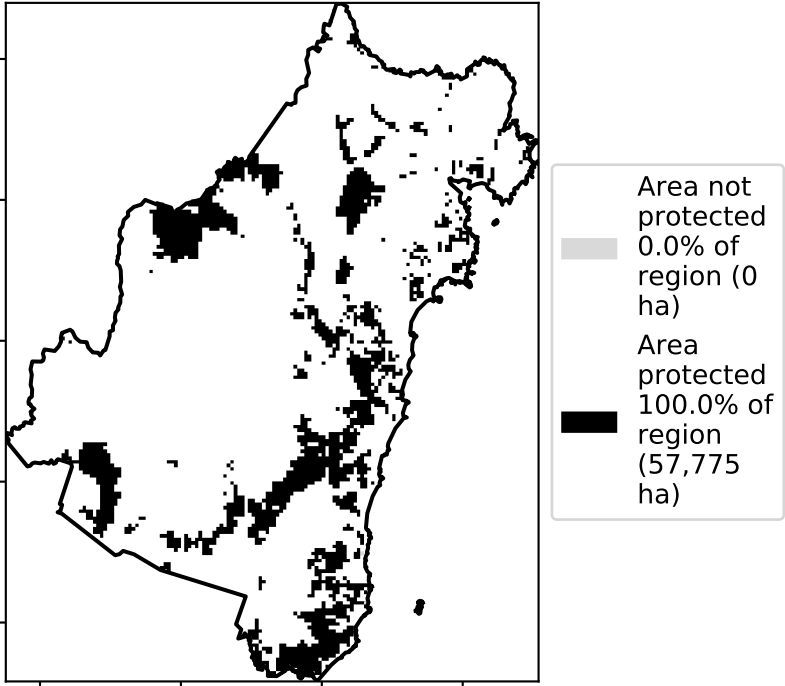 Area not
protected
0.0% of
region (0
ha)
Area
protected
100.0% of
region
(57,775
ha)